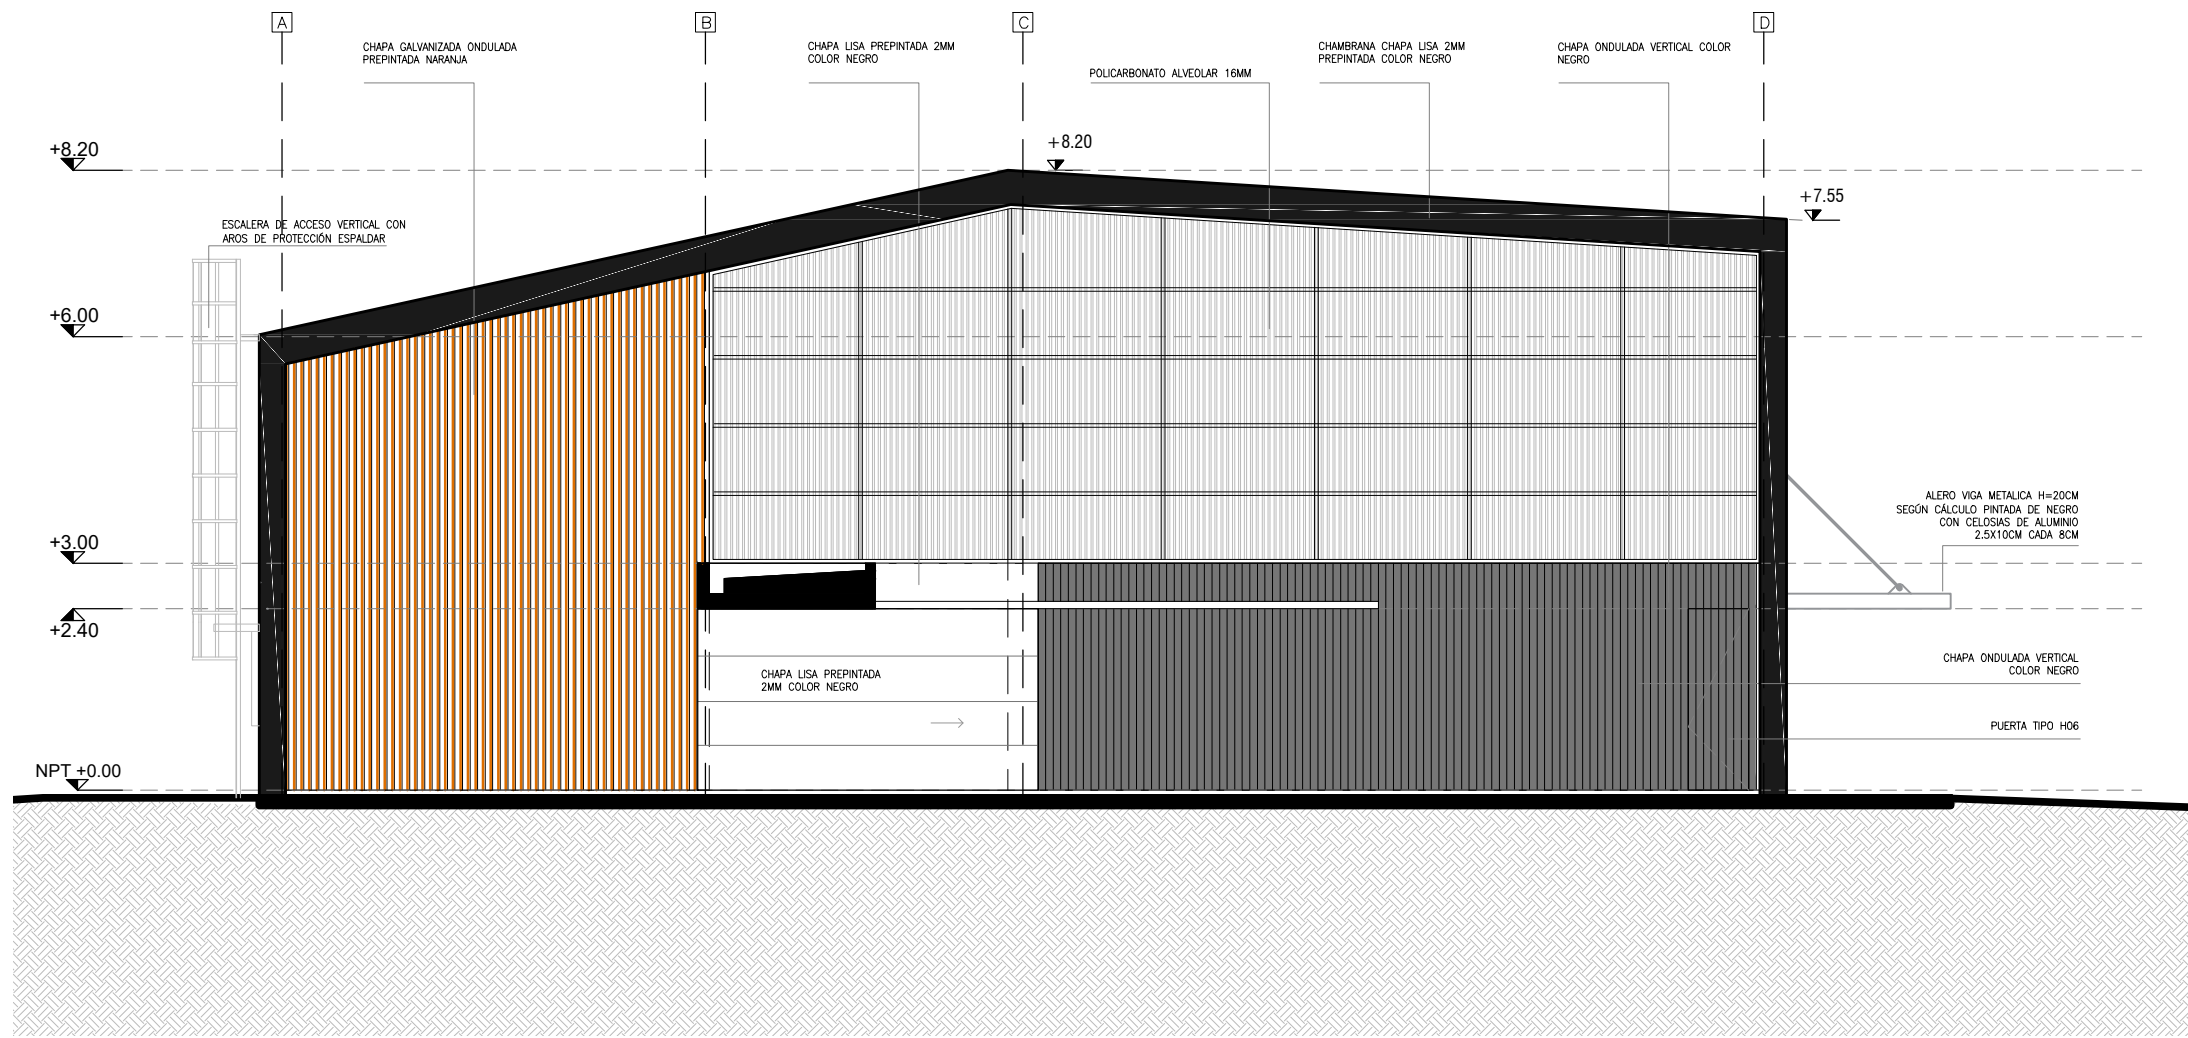 A
B
C
D
CHAPA GALVANIZADA ONDULADA
PREPINTADA NARANJA
CHAPA LISA PREPINTADA 2MM
COLOR NEGRO
POLICARBONATO ALVEOLAR 16MM
CHAMBRANA CHAPA LISA 2MM
PREPINTADA COLOR NEGRO
CHAPA ONDULADA VERTICAL COLOR
NEGRO
+8.20
+8.20
+7.55
ESCALERA DE ACCESO VERTICAL CON
AROS DE PROTECCIÓN ESPALDAR
+6.00
ALERO VIGA METALICA H=20CM
SEGÚN CÁLCULO PINTADA DE NEGRO
CON CELOSIAS DE ALUMINIO
2.5X10CM CADA 8CM
+3.00
+2.40
CHAPA LISA PREPINTADA
2MM COLOR NEGRO
CHAPA ONDULADA VERTICAL
COLOR NEGRO
PUERTA TIPO H06
NPT +0.00